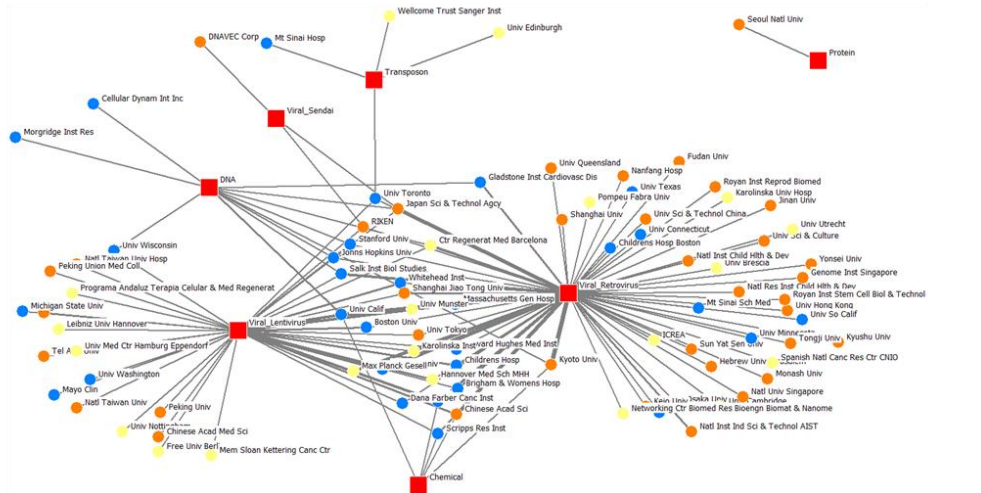 Wellcome Trust Sanger Inst
Seoul Natl Univ
Univ Edinburgh
DNAVEC Corp
Mt Sinai Hosp
Protein
Transposon
Cellular Dynam Int Inc
Viral_Sendai
Morgridge Inst Res
Fudan Univ
Univ Queensland
Nanfang Hosp
Gladstone Inst Cardiovasc Dis
DNA
Univ Texas
Royan Inst Reprod Biomed
Karolinska Univ Hosp
Univ Toronto
Pompeu Fabra Univ
Jinan Univ
Japan Sci & Technol Agcy
Shanghai Univ
Univ Sci & Technol China
RIKEN
Univ Connecticut
Univ Utrecht
Stanford Univ
Ctr Regenerat Med Barcelona
Univ Sci & Culture
Univ Wisconsin
Childrens Hosp Boston
Johns Hopkins Univ
Natl Taiwan Univ Hosp
Natl Inst Child Hlth & Dev
Yonsei Univ
Peking Union Med Coll
Salk Inst Biol Studies
Univ Brescia
Genome Inst Singapore
Whitehead Inst
Viral_Retrovirus
Programa Andaluz Terapia Celular & Med Regenerat
Shanghai Jiao Tong Univ
Natl Res Inst Child Hlth & Dev
Royan Inst Stem Cell Biol & Technol
Massachusetts Gen Hosp
Michigan State Univ
Univ Munster
Mt Sinai Sch Med
Univ Hong Kong
Univ Calif
Univ So Calif
Leibniz Univ Hannover
Viral_Lentivirus
Boston Univ
Univ Tokyo
ICREA
Univ Minnesota
Tongji Univ
Kyushu Univ
Univ Med Ctr Hamburg Eppendorf
Karolinska Inst
Hughes Med Inst
Sun Yat Sen Univ
Kyoto Univ
Spanish Natl Canc Res Ctr CNIO
Max Planck Gesell
Childrens Hosp
Hebrew Univ
Univ Washington
Hannover Med Sch MHH
Monash Univ
Mayo Clin
Brigham & Womens Hosp
Natl Taiwan Univ
Dana Farber Canc Inst
Natl Univ Singapore
Keio Univ
Peking Univ
Chinese Acad Sci
Networking Ctr Biomed Res Bioengn Biomat & Nanome
Univ Nottingham
Chinese Acad Med Sci
Scripps Res Inst
Natl Inst Ind Sci & Technol AIST
Free Univ Berl
Mem Sloan Kettering Canc Ctr
Chemical